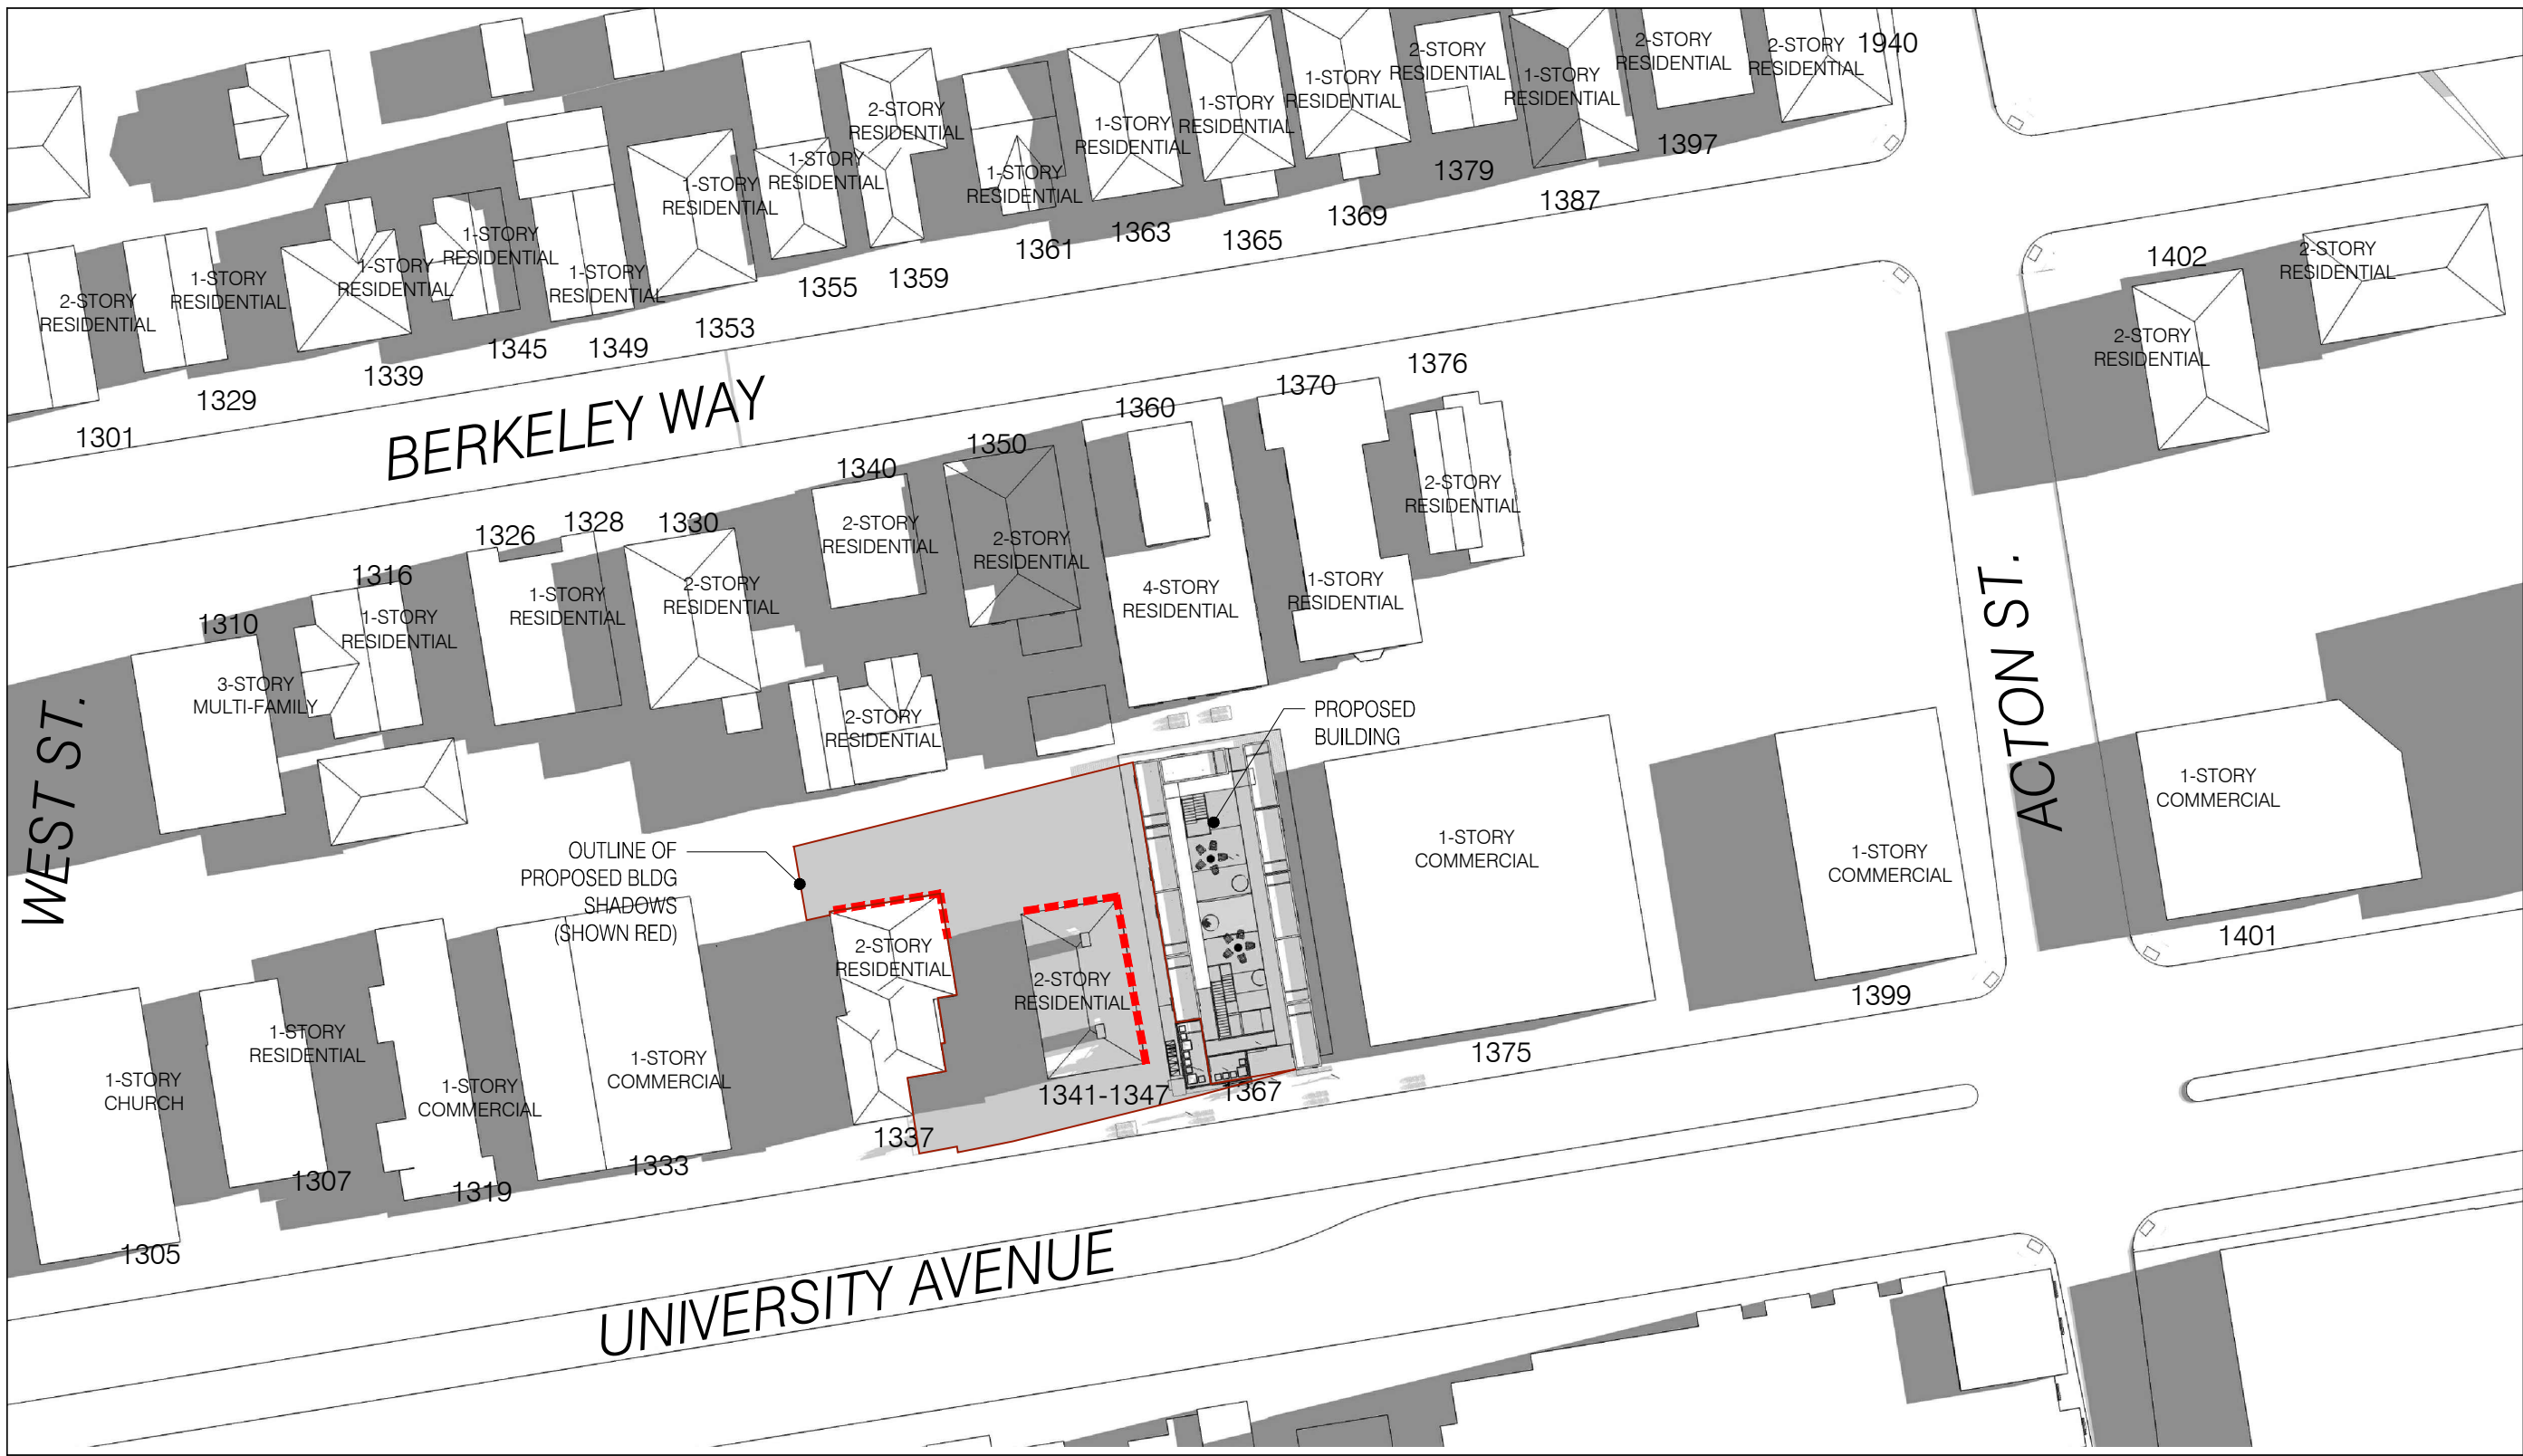 2-STORY
RESIDENTIAL
1301
1-STORY
RESIDENTIAL
1329
1-STORY
RESIDENTIAL
1339
1-STORY
RESIDENTIAL
1345
1-STORY
RESIDENTIAL
1349
1-STORY
RESIDENTIAL
1353
1-STORY
RESIDENTIAL
1355
2-STORY
RESIDENTIAL
1359
1-STORY
RESIDENTIAL
1361
1-STORY
RESIDENTIAL
1363
1-STORY
RESIDENTIAL
1365
1-STORY
RESIDENTIAL
1369
2-STORY
RESIDENTIAL
1379
1-STORY
RESIDENTIAL
1387
2-STORY
RESIDENTIAL
1397
2-STORY
RESIDENTIAL
1940
1402
2-STORY
RESIDENTIAL
2-STORY
RESIDENTIAL
BERKELEY WAY
1310
3-STORY
MULTI-FAMILY
1316
1-STORY
RESIDENTIAL
1326
1328
1-STORY
RESIDENTIAL
1330
2-STORY
RESIDENTIAL
1340
2-STORY
RESIDENTIAL
1350
2-STORY
RESIDENTIAL
1360
4-STORY
RESIDENTIAL
1370
1-STORY
RESIDENTIAL
1376
2-STORY
RESIDENTIAL
2-STORY
RESIDENTIAL
WEST ST.
ACTON ST.
PROPOSED
BUILDING
OUTLINE OF
PROPOSED BLDG
SHADOWS
(SHOWN RED)
1-STORY
CHURCH
1305
1-STORY
RESIDENTIAL
1307
1-STORY
COMMERCIAL
1319
1-STORY
COMMERCIAL
1333
2-STORY
RESIDENTIAL
1337
2-STORY
RESIDENTIAL
1341-1347
1367
1-STORY
COMMERCIAL
1375
1-STORY
COMMERCIAL
1399
1-STORY
COMMERCIAL
1401
UNIVERSITY AVENUE